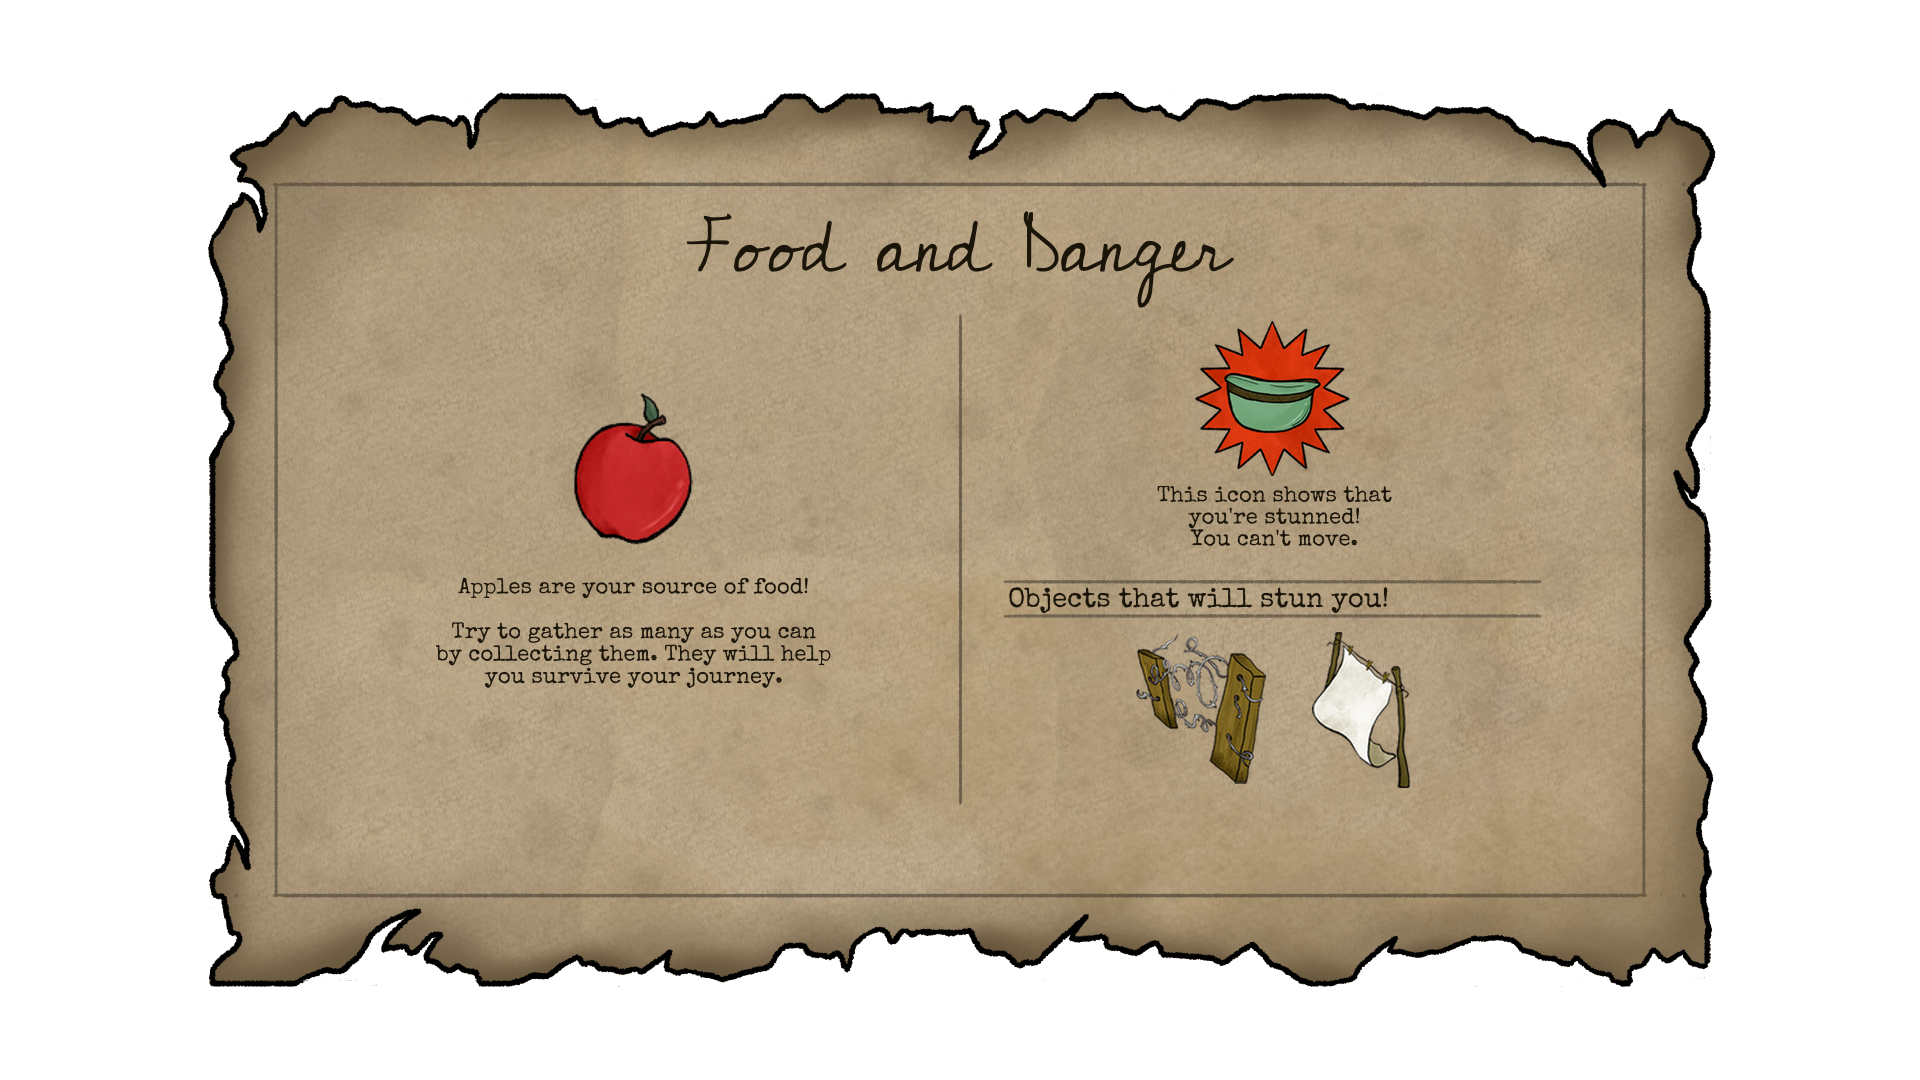 Food and Danger
Apples are your source of food!
Try to gather as many as you can
by collecting them. They will help
you survive your journey.
This icon shows that
you're stunned!
You can't move.
Objects that will stun you!